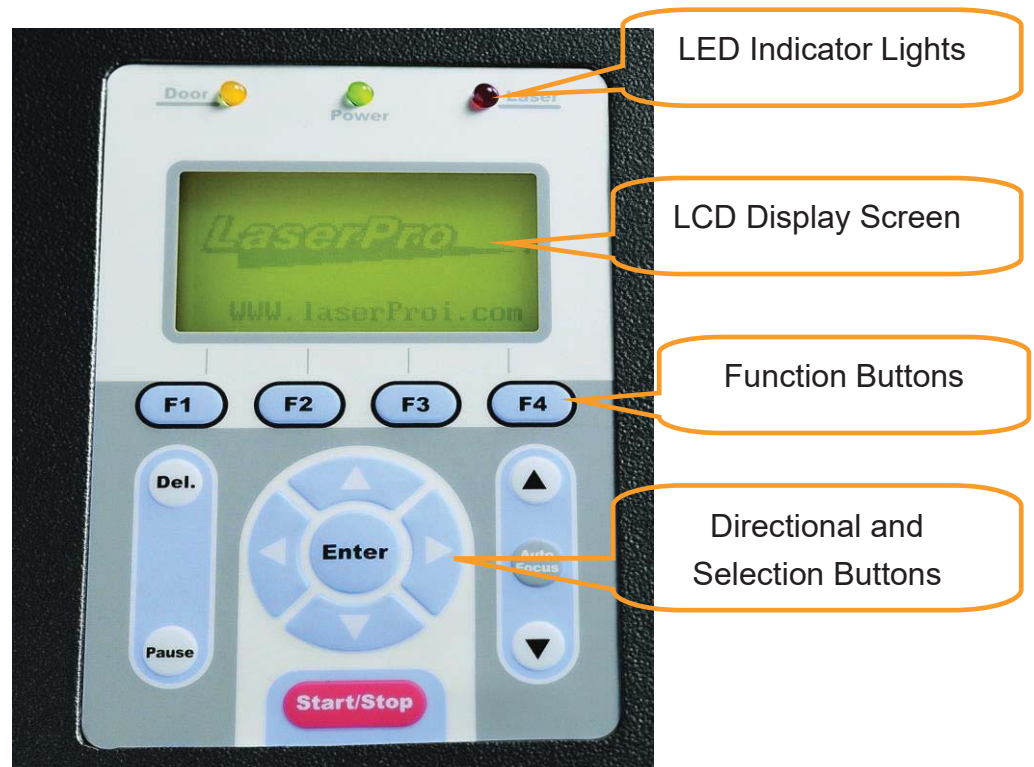 LED Indicator Lights
Door
Power
Laser
LaserPro
LCD Display Screen
WWW.laserProi.com
Function Buttons
F1 F2 F3 F4
Del.
Directional and
Selection Buttons
Enter
Auto
Focus
Pause
Start/Stop